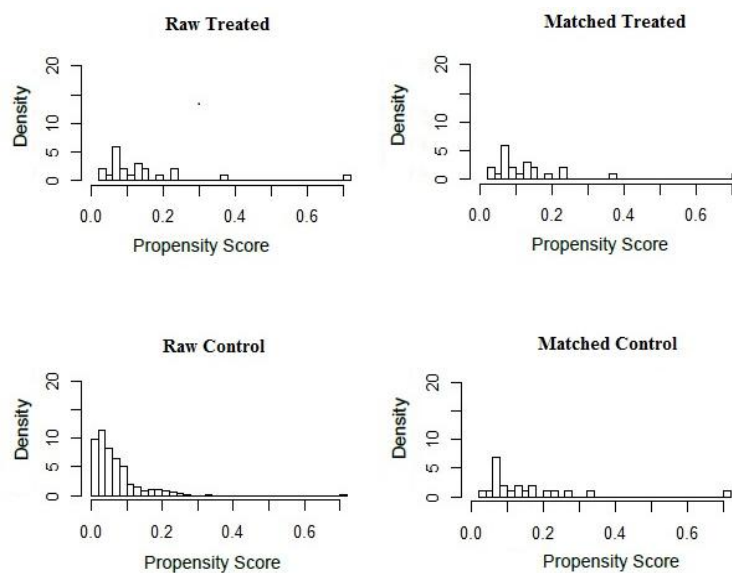 Raw Treated
Density
20
10
5
0
0.0 0.2 0.4 0.6
Propensity Score
Matched Treated
Density
20
10
5
0
0.0 0.2 0.4 0.6
Propensity Score
Raw Control
Density
20
10
5
0
0.0 0.2 0.4 0.6
Propensity Score
Matched Control
Density
20
10
5
0
0.0 0.2 0.4 0.6
Propensity Score